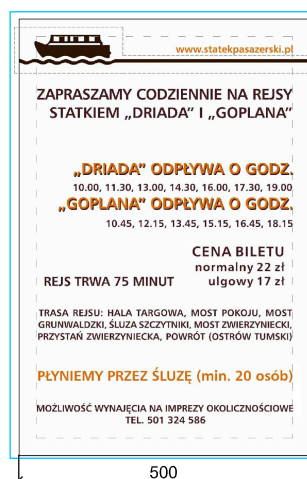 www.statekpasazerski.pl
ZAPRASZAMY CODZIENNIE NA REJSY
STATKIEM „DRIADA” I „GOPLANA”
„DRIADA” ODPŁYWA O GODZ.
10.00, 11.30, 13.00, 14.30, 16.00, 17.30, 19.00
„GOPLANA” ODPŁYWA O GODZ.
10.45, 12.15, 13.45, 15.15, 16.45, 18.15
CENA BILETU
normalny 22 zł
REJS TRWA 75 MINUT ulgowy 17 zł
TRASA REJSU: HALA TARGOWA, MOST POKOJU, MOST
GRUNWALDZKI, ŚLUZA SZCZYTNIKI, MOST ZWIERZYNIECKI,
PRZYSTAŃ ZWIERZYNIECKA, POWRÓT (OSTRÓW TUMSKI)
PŁYNIEMY PRZEZ ŚLUZĘ (min. 20 osób)
MOŻLIWOŚĆ WYNAJĘCIA NA IMPREZY OKOLICZNOŚCIOWE
TEL. 501 324 586
500